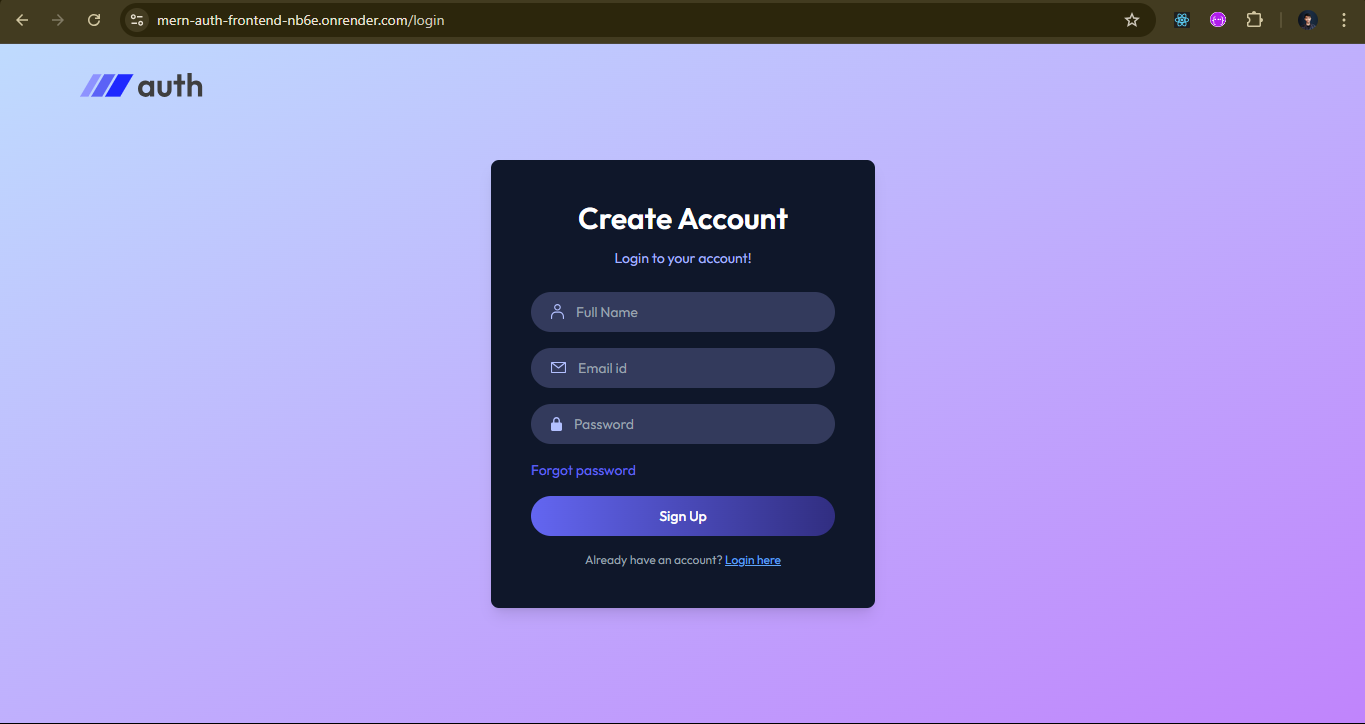 mern-auth-frontend-nb6e.onrender.com/login
auth
Create Account
Login to your account!
Full Name
Email id
Password
Forgot password
Sign Up
Already have an account? Login here